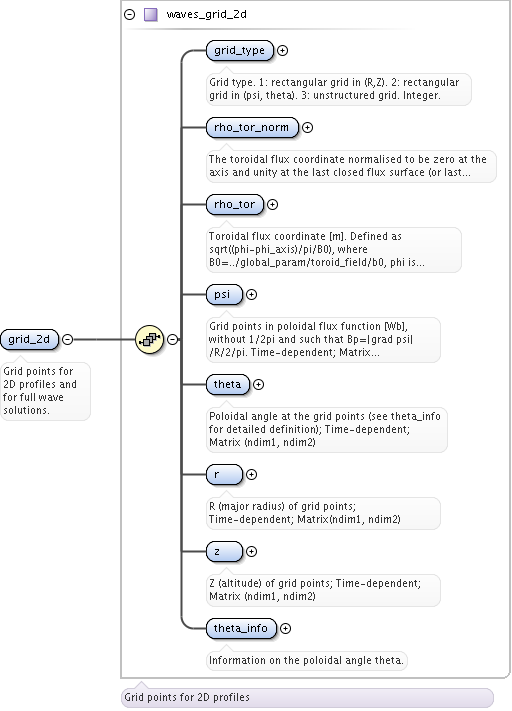 waves_grid_2d
grid_type
Grid type. 1: rectangular grid in (R,Z). 2: rectangular
grid in (psi, theta). 3: unstructured grid. Integer.
rho_tor_norm
The toroidal flux coordinate normalised to be zero at the
axis and unity at the last closed flux surface (or last...
rho_tor
Toroidal flux coordinate [m]. Defined as
sqrt((phi-phi_axis)/pi/B0), where
B0=../global_param/toroid_field/b0, phi is...
psi
Grid points in poloidal flux function [Wb],
without 1/2pi and such that Bp=|grad psi|
/R/2/pi. Time-dependent; Matrix...
grid_2d
Grid points for
2D profiles and
for full wave
solutions.
theta
Poloidal angle at the grid points (see theta_info
for detailed definition); Time-dependent;
Matrix (ndim1, ndim2)
r
R (major radius) of grid points;
Time-dependent; Matrix(ndim1, ndim2)
z
Z (altitude) of grid points; Time-dependent;
Matrix (ndim1, ndim2)
theta_info
Information on the poloidal angle theta.
Grid points for 2D profiles